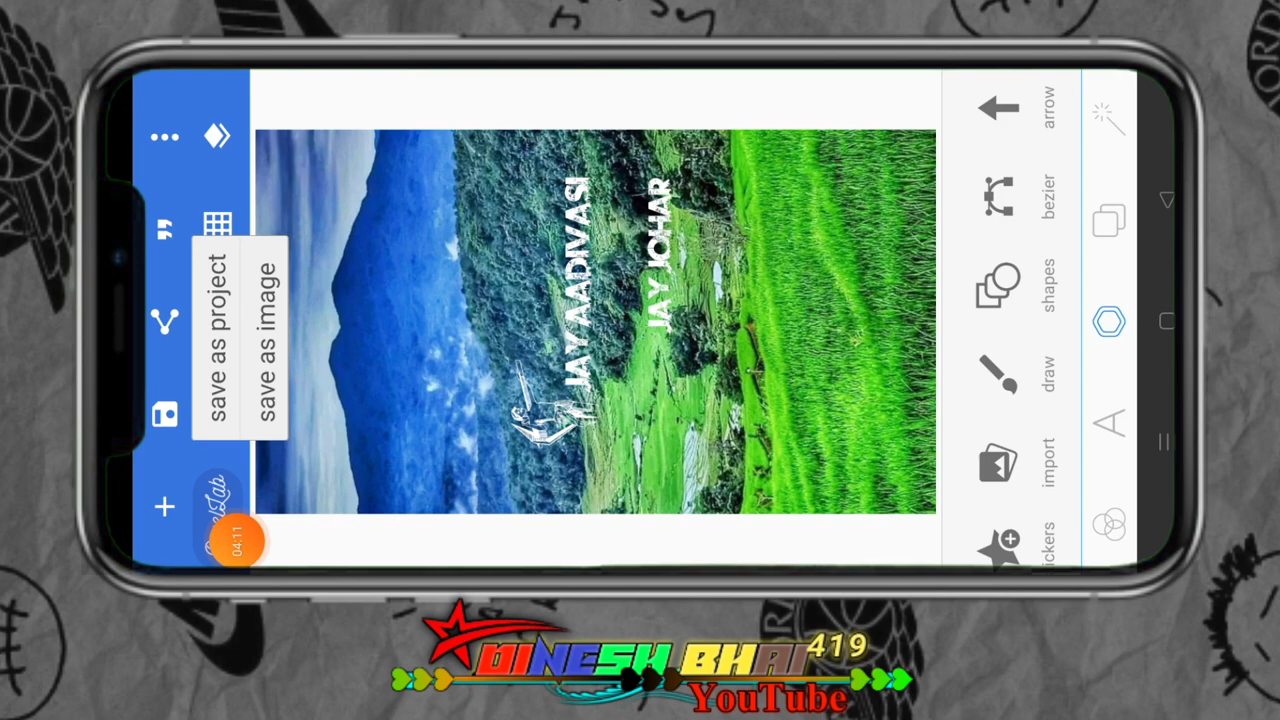 save as project
save as image
04:11
JAY AADIVASI
JAY JOHAR
arrow
bezier
shapes
draw
import
ickers
DINESH BHAI 419
YouTube